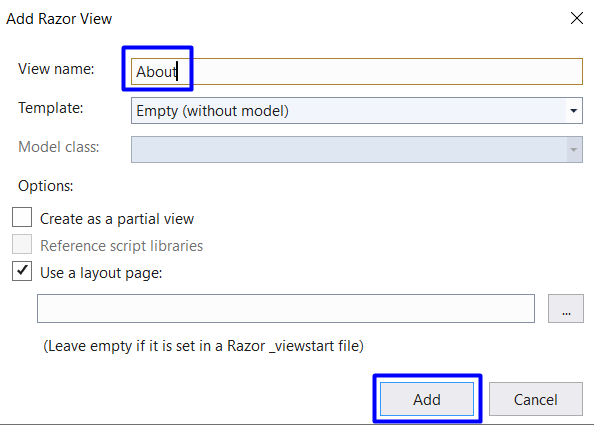 Add Razor View
View name:
About
Template:
Empty (without model)
Model class:
Options:
Create as a partial view
Reference script libraries
Use a layout page:
...
(Leave empty if it is set in a Razor _viewstart file)
Add
Cancel